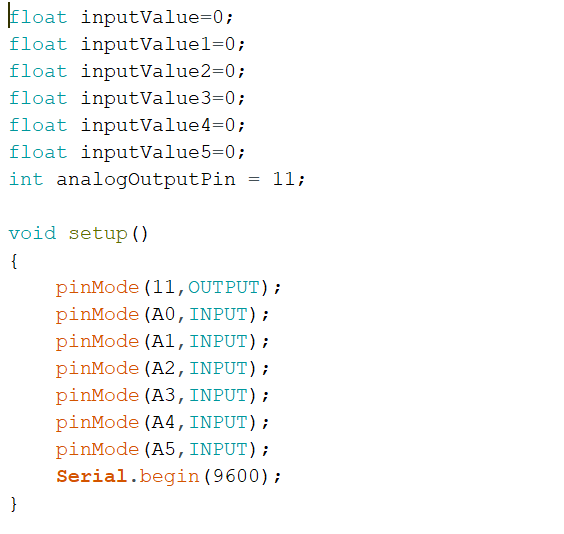 float inputValue=0;
float inputValue1=0;
float inputValue2=0;
float inputValue3=0;
float inputValue4=0;
float inputValue5=0;
int analogOutputPin = 11;

void setup()
{
    pinMode(11,OUTPUT);
    pinMode(A0,INPUT);
    pinMode(A1,INPUT);
    pinMode(A2,INPUT);
    pinMode(A3,INPUT);
    pinMode(A4,INPUT);
    pinMode(A5,INPUT);
    Serial.begin(9600);
}